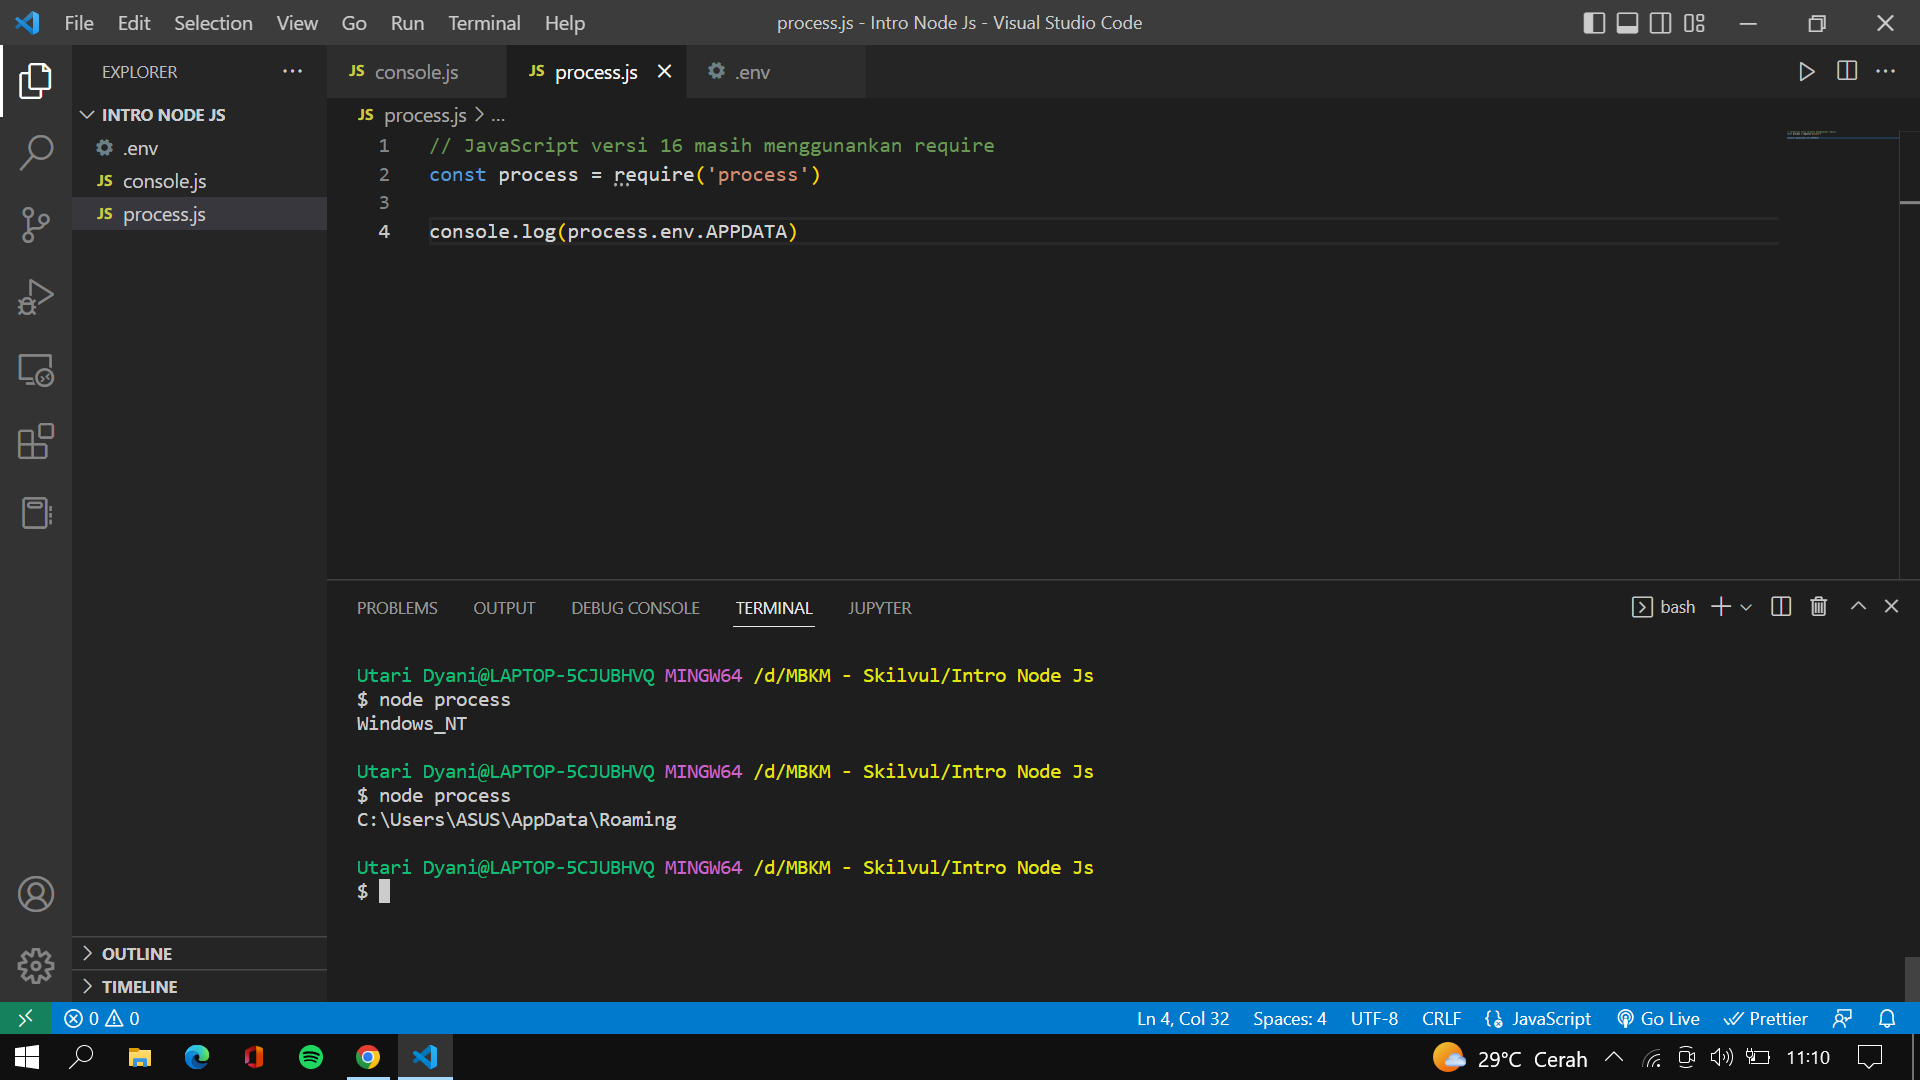 File Edit Selection View Go Run Terminal Help process.js - Intro Node Js - Visual Studio Code
EXPLORER
JS console.js JS process.js .env
INTRO NODE JS
.env
JS console.js
JS process.js
JS process.js > ...
1 // JavaScript versi 16 masih menggunankan require
2 const process = require('process')
3
4 console.log(process.env.APPDATA)
PROBLEMS OUTPUT DEBUG CONSOLE TERMINAL JUPYTER bash
Utari Dyani@LAPTOP-5CJUBHVQ MINGW64 /d/MBKM - Skilvul/Intro Node Js
$ node process
Windows_NT
Utari Dyani@LAPTOP-5CJUBHVQ MINGW64 /d/MBKM - Skilvul/Intro Node Js
$ node process
C:\Users\ASUS\AppData\Roaming
Utari Dyani@LAPTOP-5CJUBHVQ MINGW64 /d/MBKM - Skilvul/Intro Node Js
$
OUTLINE
TIMELINE
0 0 Ln 4, Col 32 Spaces: 4 UTF-8 CRLF JavaScript Go Live Prettier
29°C Cerah 11:10